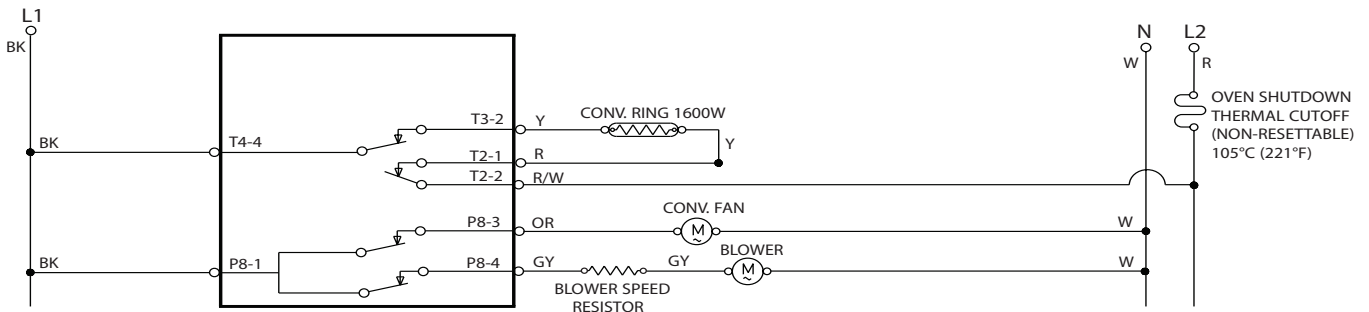 L1
BK
N
L2
W
R
OVEN SHUTDOWN
THERMAL CUTOFF
(NON-RESETTABLE)
105°C (221°F)
CONV. RING 1600W
T3-2
Y
Y
BK
T4-4
T2-1
R
T2-2
R/W
CONV. FAN
P8-3
OR
M
W
BLOWER
BK
P8-1
P8-4
GY
GY
M
W
BLOWER SPEED
RESISTOR